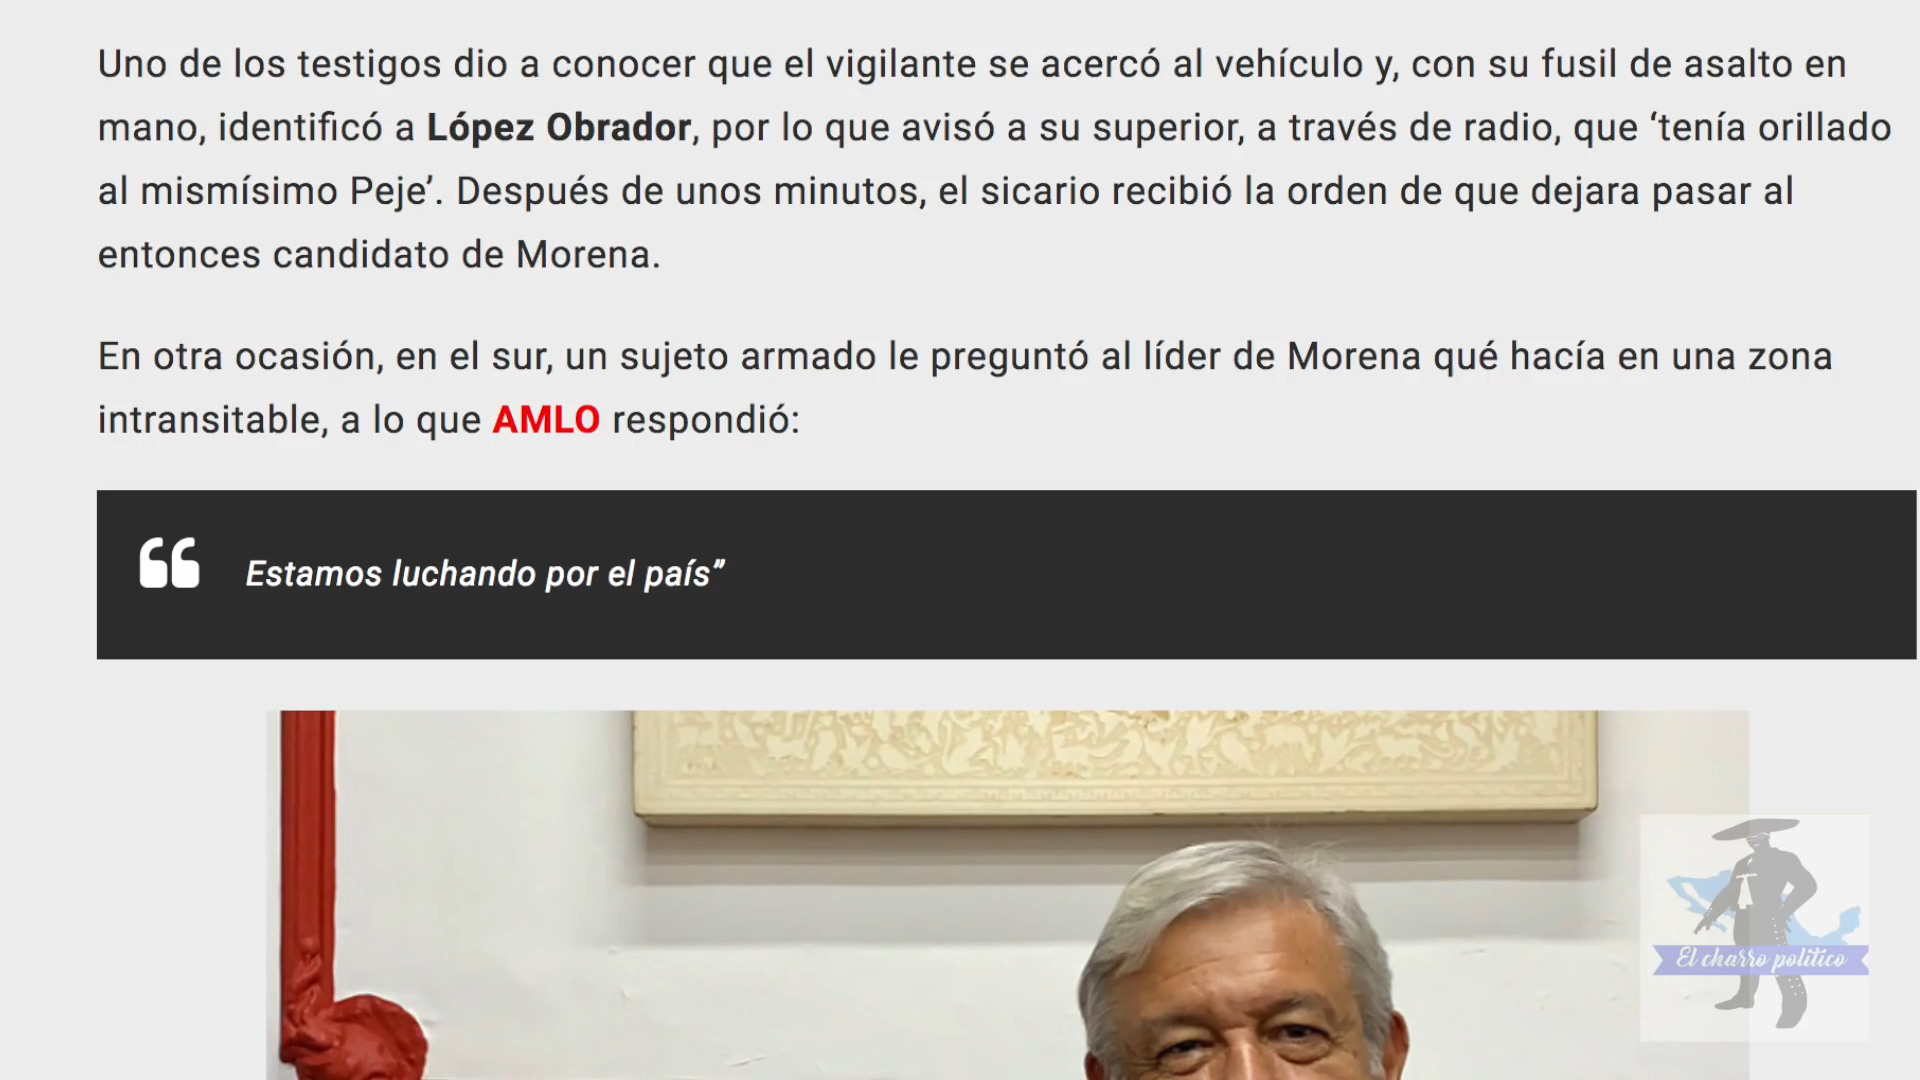 Uno de los testigos dio a conocer que el vigilante se acercó al vehículo y, con su fusil de asalto en
mano, identificó a López Obrador, por lo que avisó a su superior, a través de radio, que ‘tenía orillado
al mismísimo Peje’. Después de unos minutos, el sicario recibió la orden de que dejara pasar al
entonces candidato de Morena.
En otra ocasión, en el sur, un sujeto armado le preguntó al líder de Morena qué hacía en una zona
intransitable, a lo que AMLO respondió:
“ Estamos luchando por el país”
El charro político